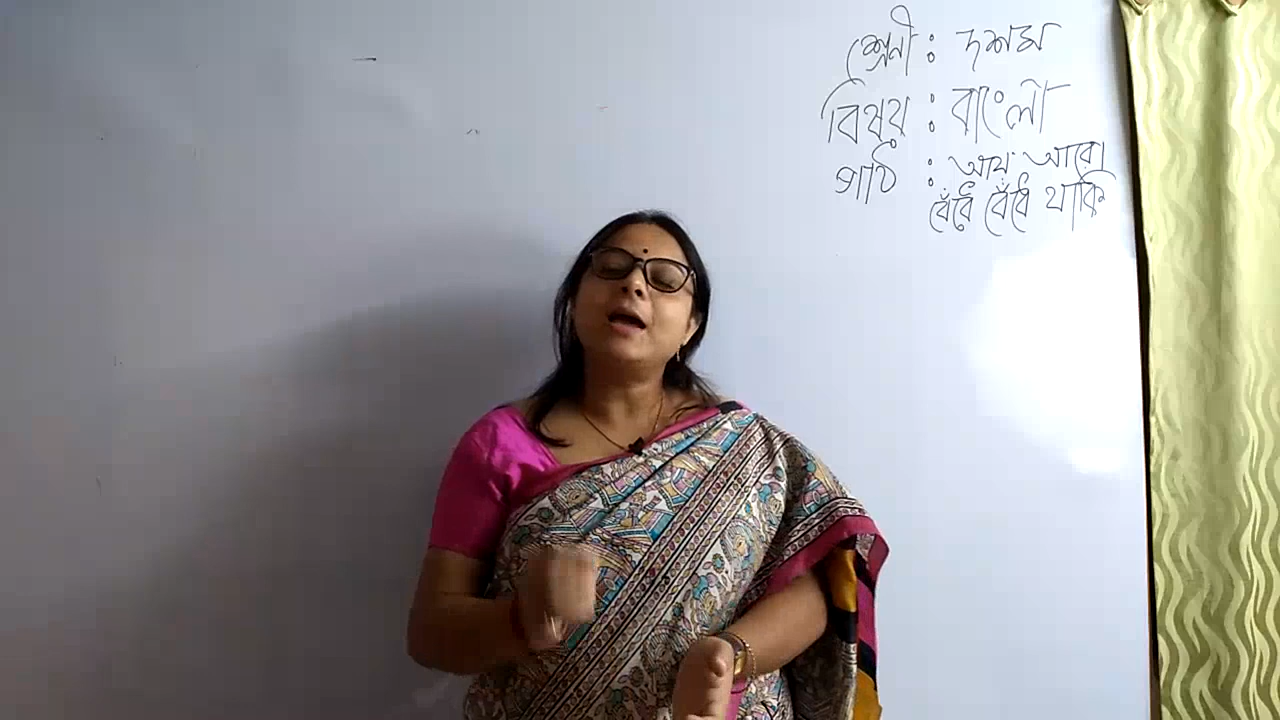 শ্রেণী : দশম
বিষয় : বাংলা
পাঠ : আয় আরো
বেঁধে বেঁধে থাকি